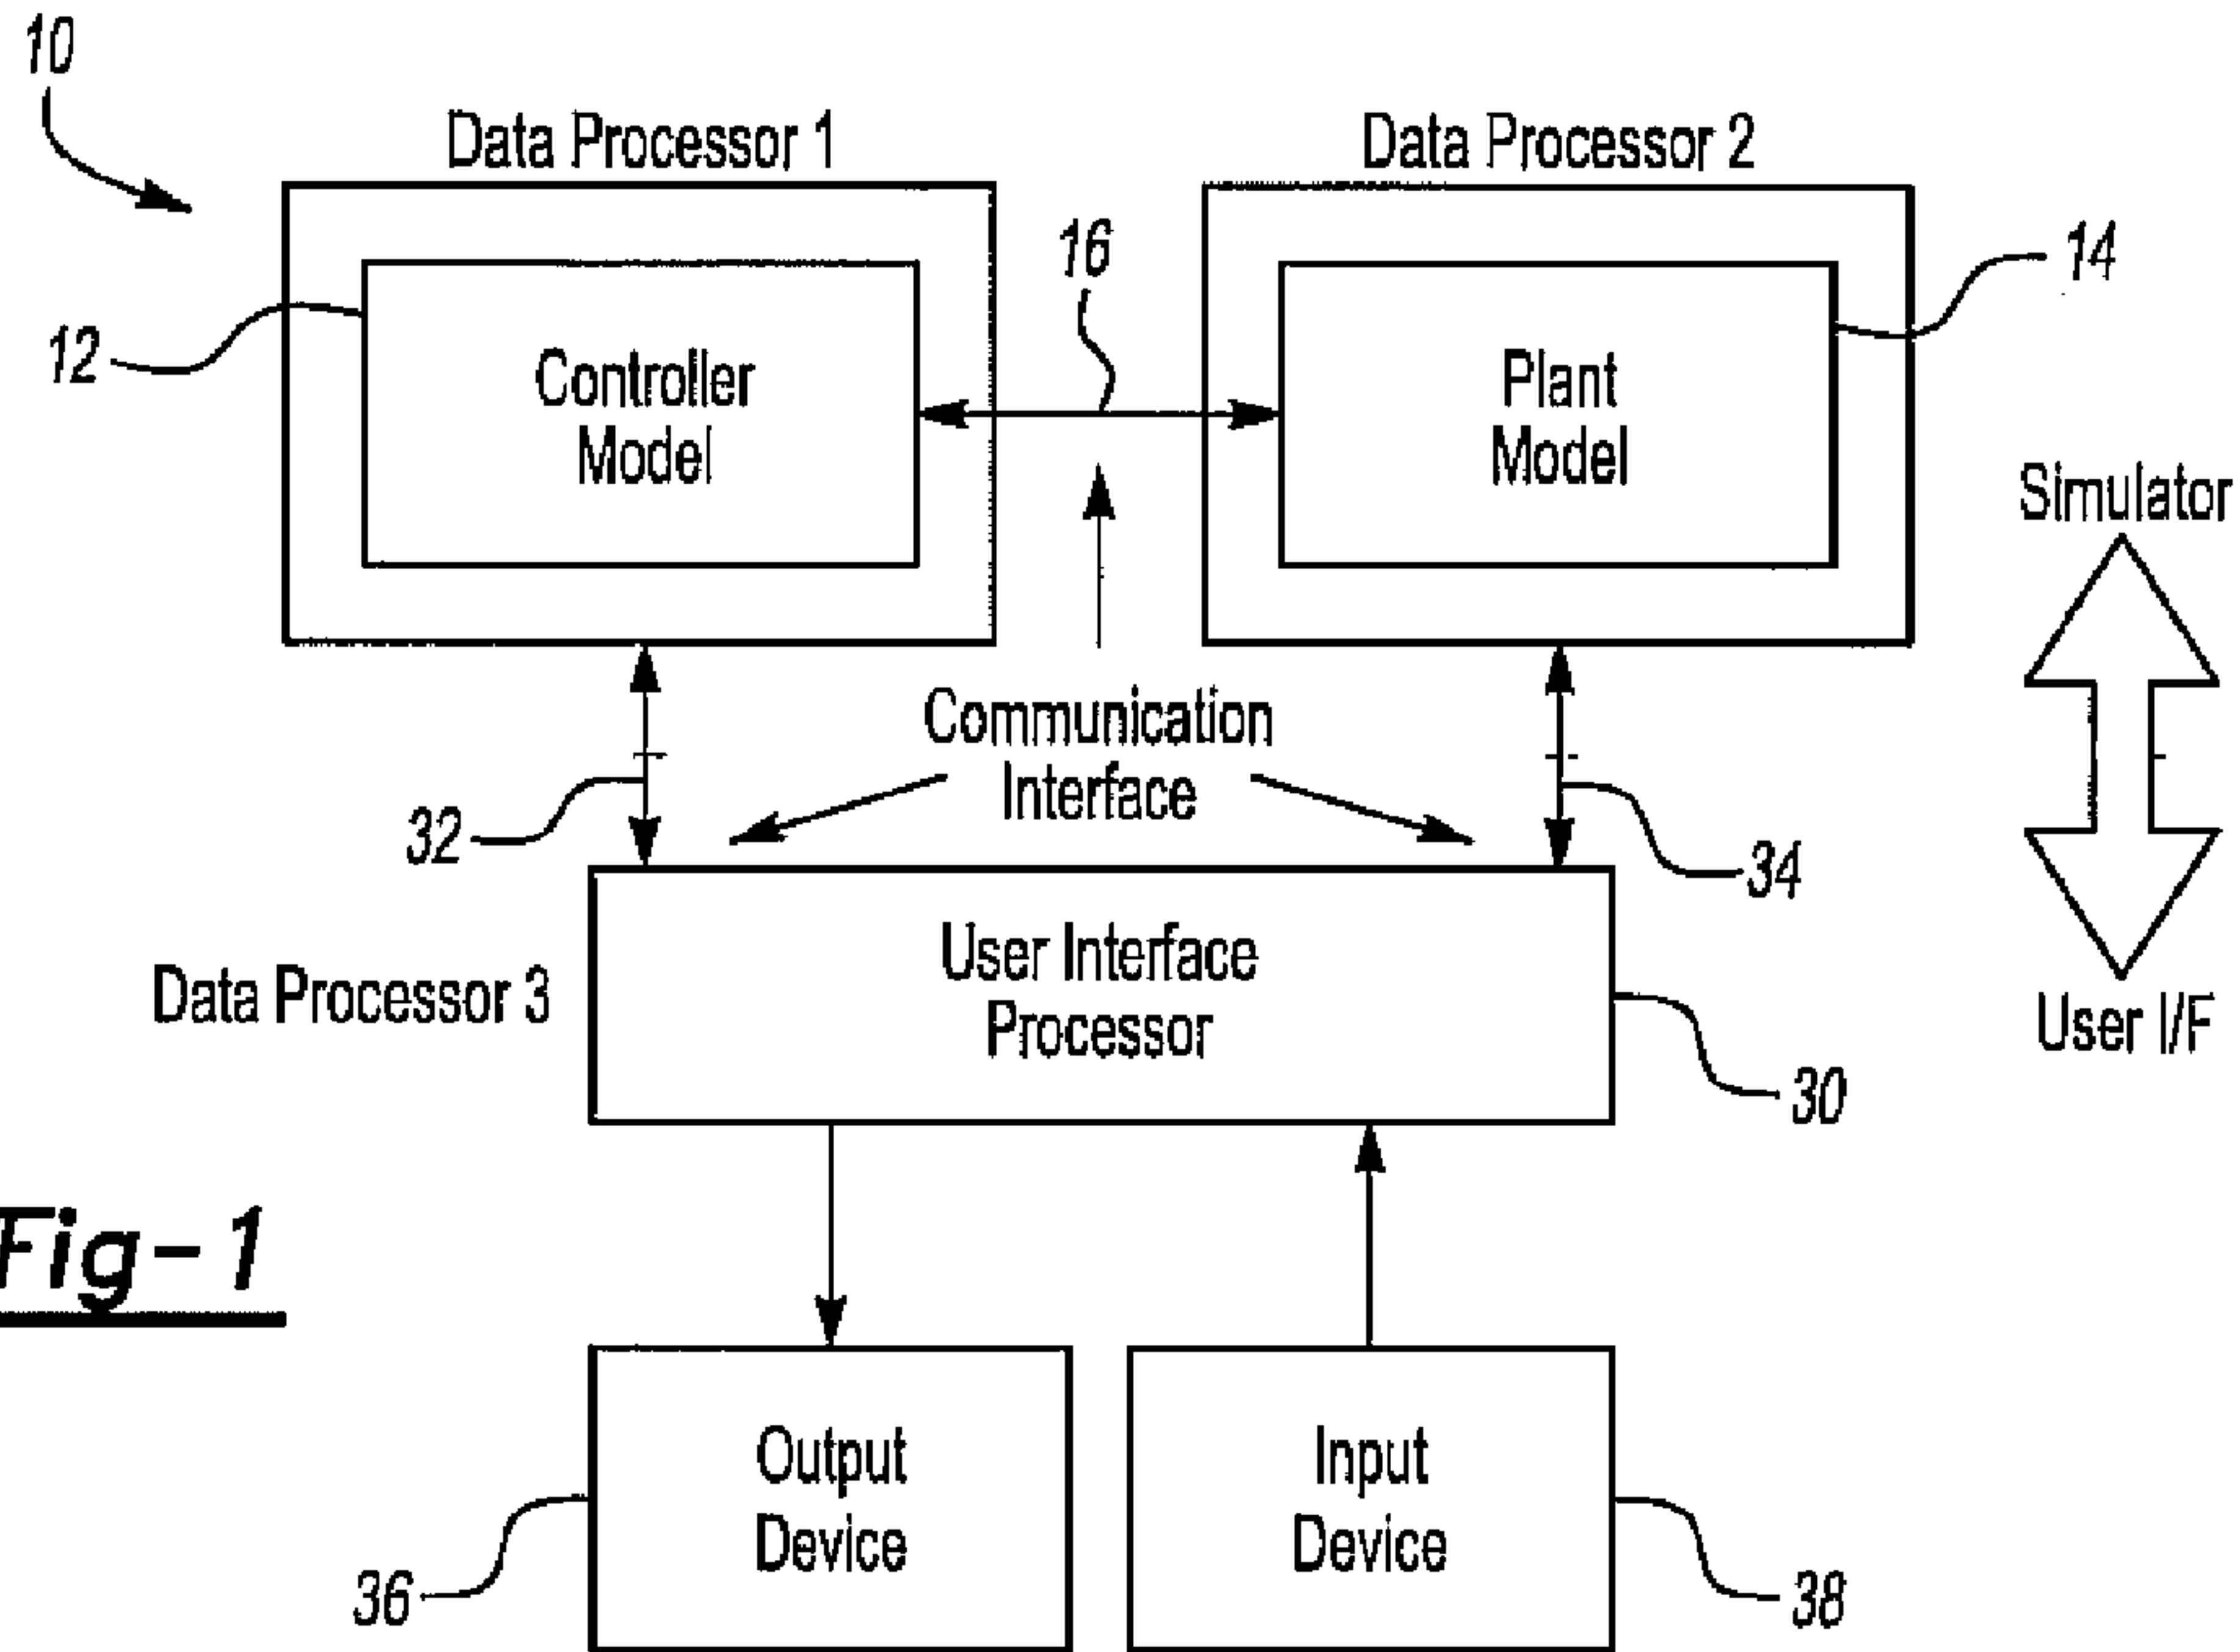 10
Data Processor 1
Data Processor 2
16
14
12
Controller
Model
Plant
Model
Simulator
Communication
Interface
32
34
User Interface
Processor
Data Processor 3
User I/F
30
Fig-1
Output
Device
Input
Device
36
38